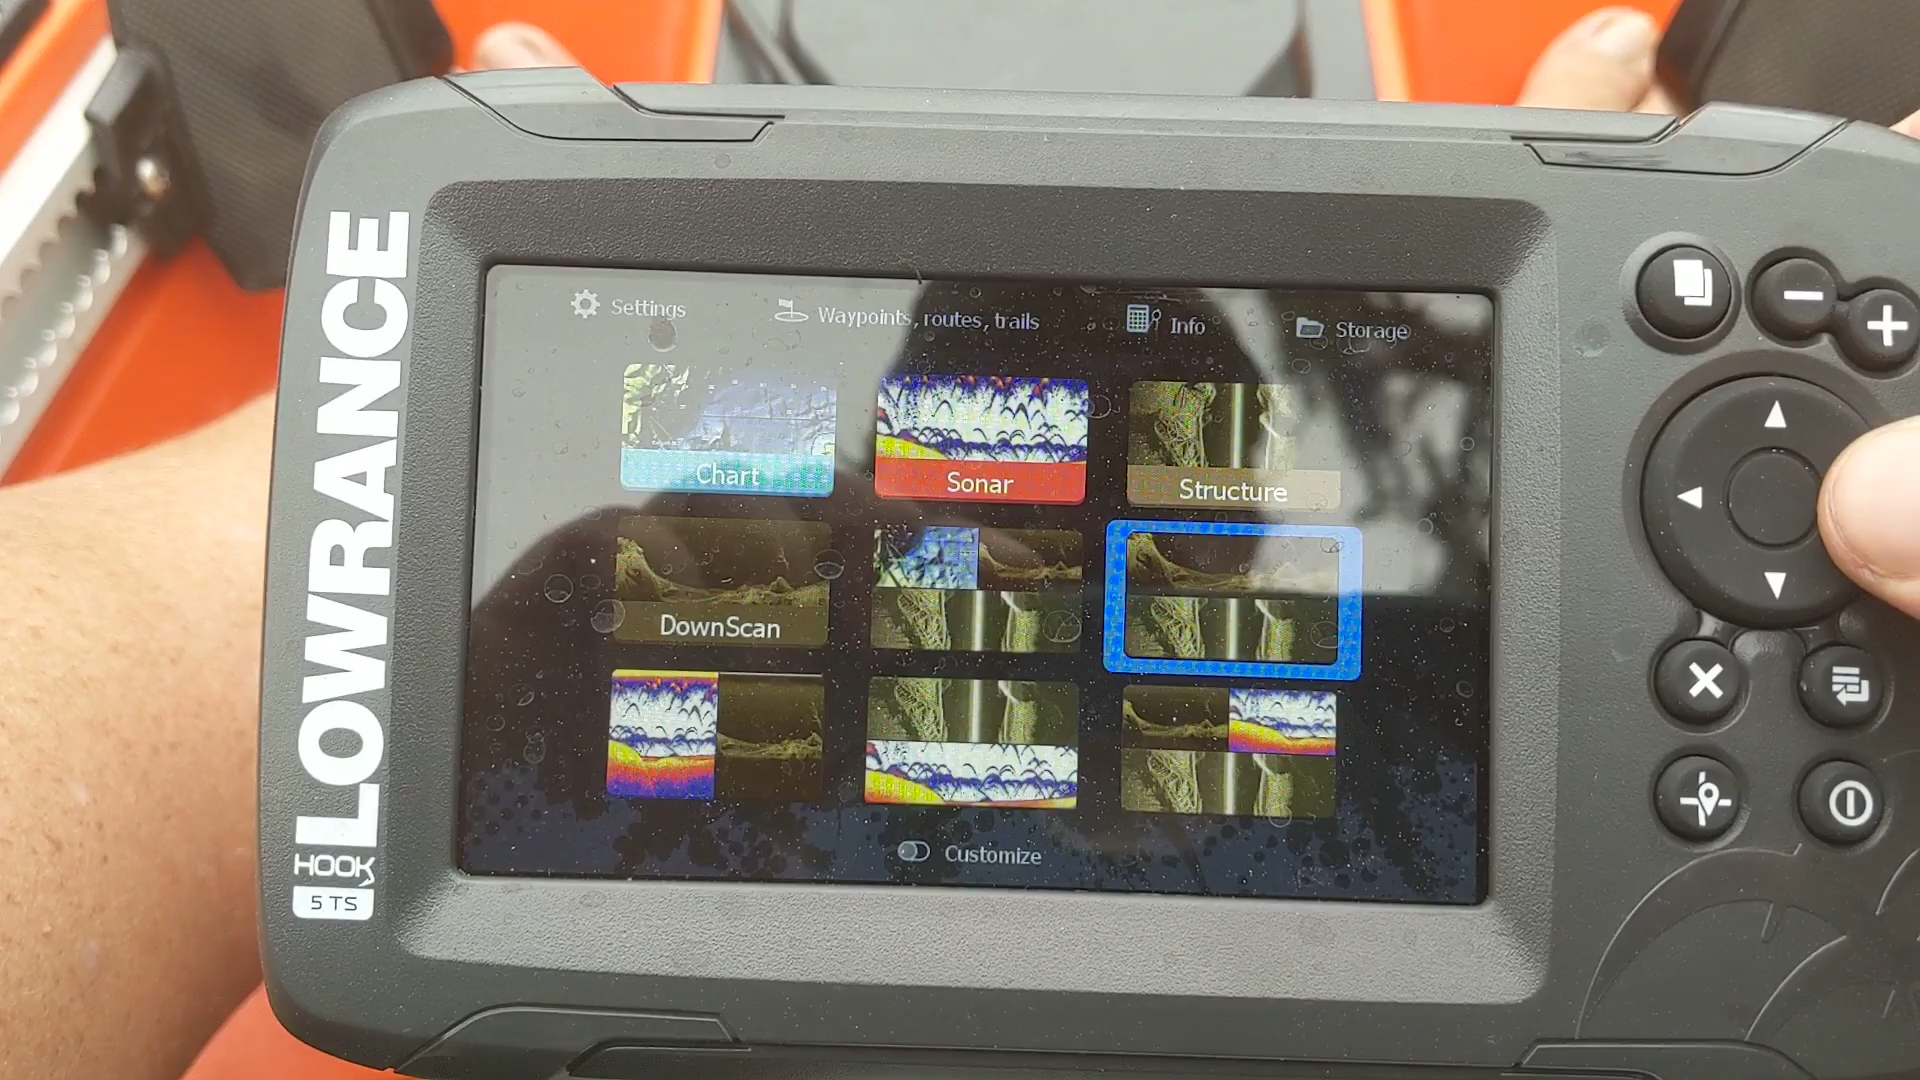 LOWRANCE
HOOK
5 TS
Settings
Waypoints, routes, trails
Info
Storage
Chart
Sonar
Structure
DownScan
Customize